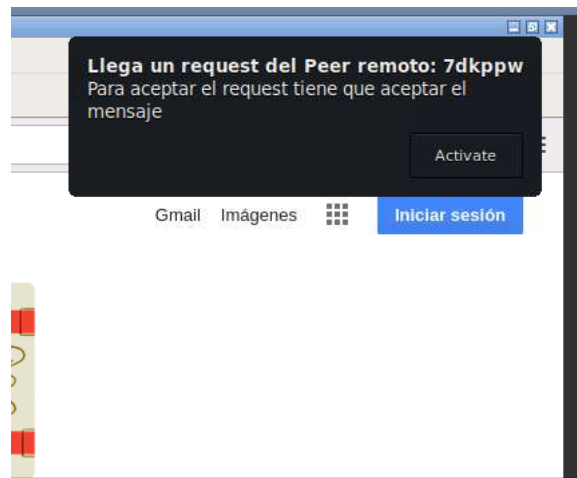 Llega un request del Peer remoto: 7dkppw
Para aceptar el request tiene que aceptar el
mensaje
Activate
Gmail Imágenes Iniciar sesión